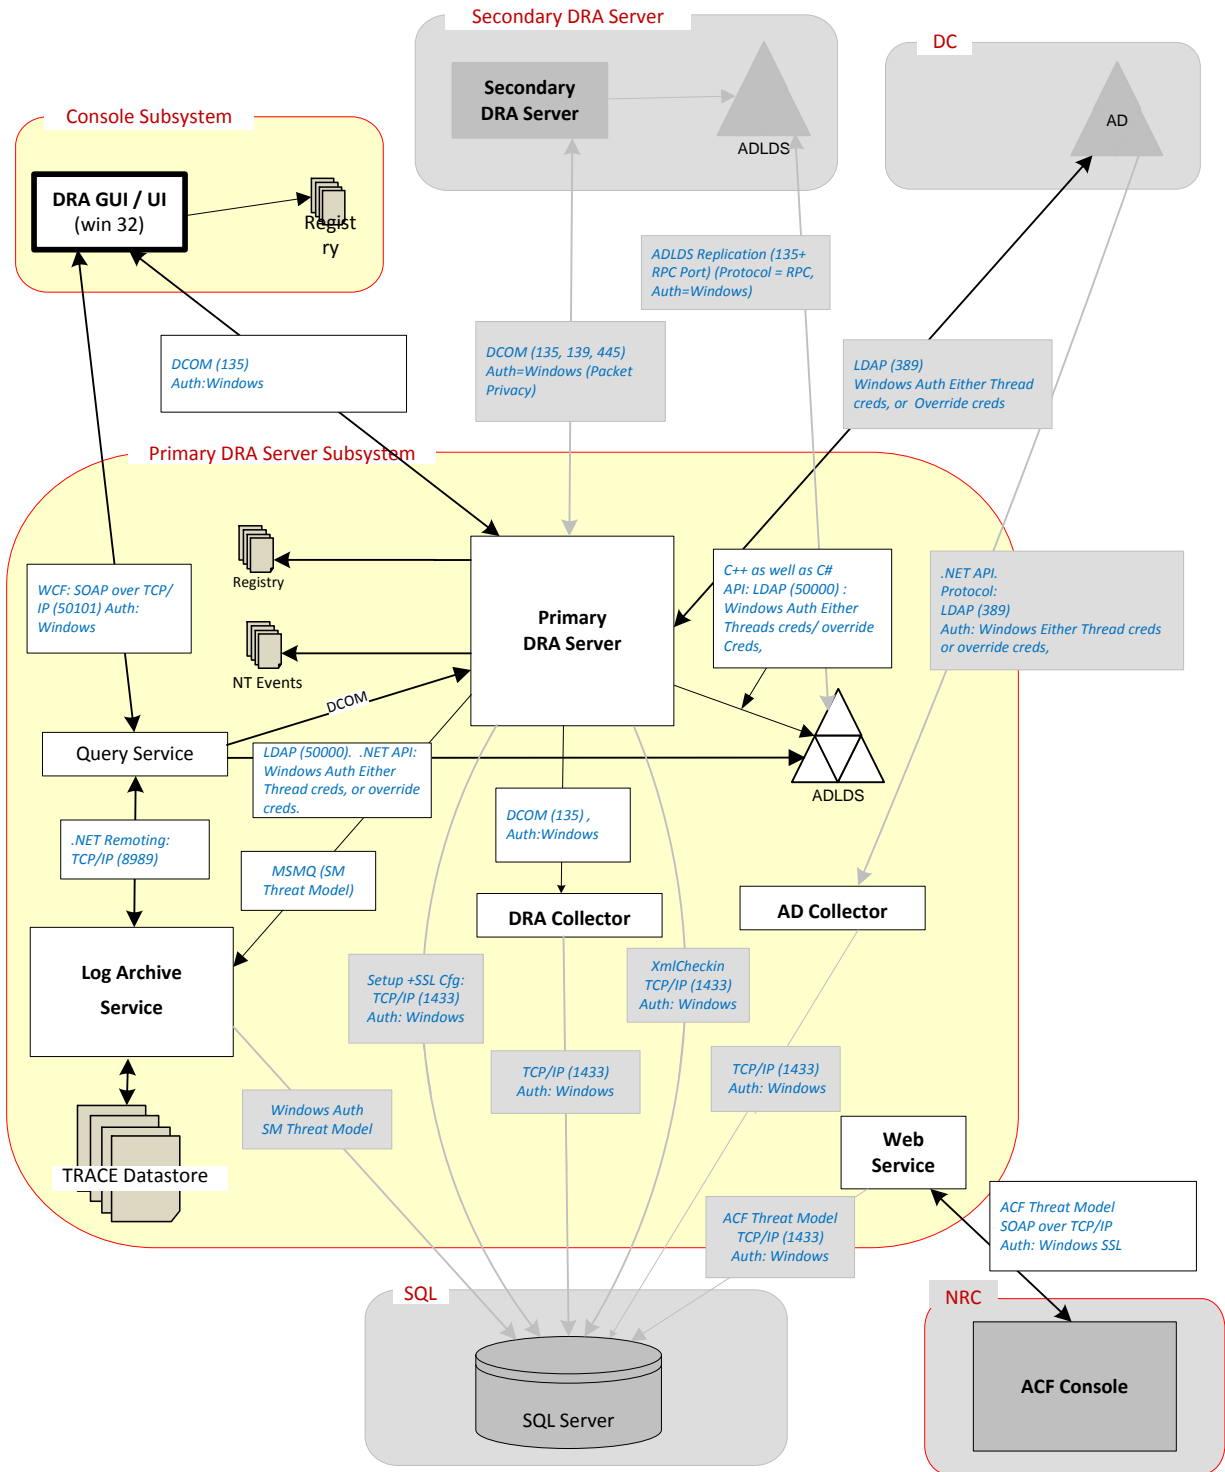 Secondary DRA Server
DC
Secondary
DRA Server
ADLDS
AD
Console Subsystem
DRA GUI / UI
(win 32)
Regist
ry
ADLDS Replication (135+
RPC Port) (Protocol = RPC,
Auth=Windows)
DCOM (135)
Auth:Windows
DCOM (135, 139, 445)
Auth=Windows (Packet
Privacy)
LDAP (389)
Windows Auth Either Thread
creds, or  Override creds
Primary DRA Server Subsystem
Registry
NT Events
WCF: SOAP over TCP/
IP (50101) Auth:
Windows
Primary
DRA Server
C++ as well as C#
API: LDAP (50000) :
Windows Auth Either
Threads creds/ override
Creds,
.NET API.
Protocol:
LDAP (389)
Auth: Windows Either Thread creds
or override creds,
DCOM
Query Service
LDAP (50000).  .NET API:
Windows Auth Either
Thread creds, or override
creds.
ADLDS
.NET Remoting:
TCP/IP (8989)
MSMQ (SM
Threat Model)
DCOM (135) ,
Auth:Windows
DRA Collector
AD Collector
Log Archive
Service
Setup +SSL Cfg:
TCP/IP (1433)
Auth: Windows
XmlCheckin
TCP/IP (1433)
Auth: Windows
TCP/IP (1433)
Auth: Windows
TCP/IP (1433)
Auth: Windows
Windows Auth
SM Threat Model
TRACE Datastore
Web
Service
ACF Threat Model
TCP/IP (1433)
Auth: Windows
ACF Threat Model
SOAP over TCP/IP
Auth: Windows SSL
SQL
SQL Server
NRC
ACF Console